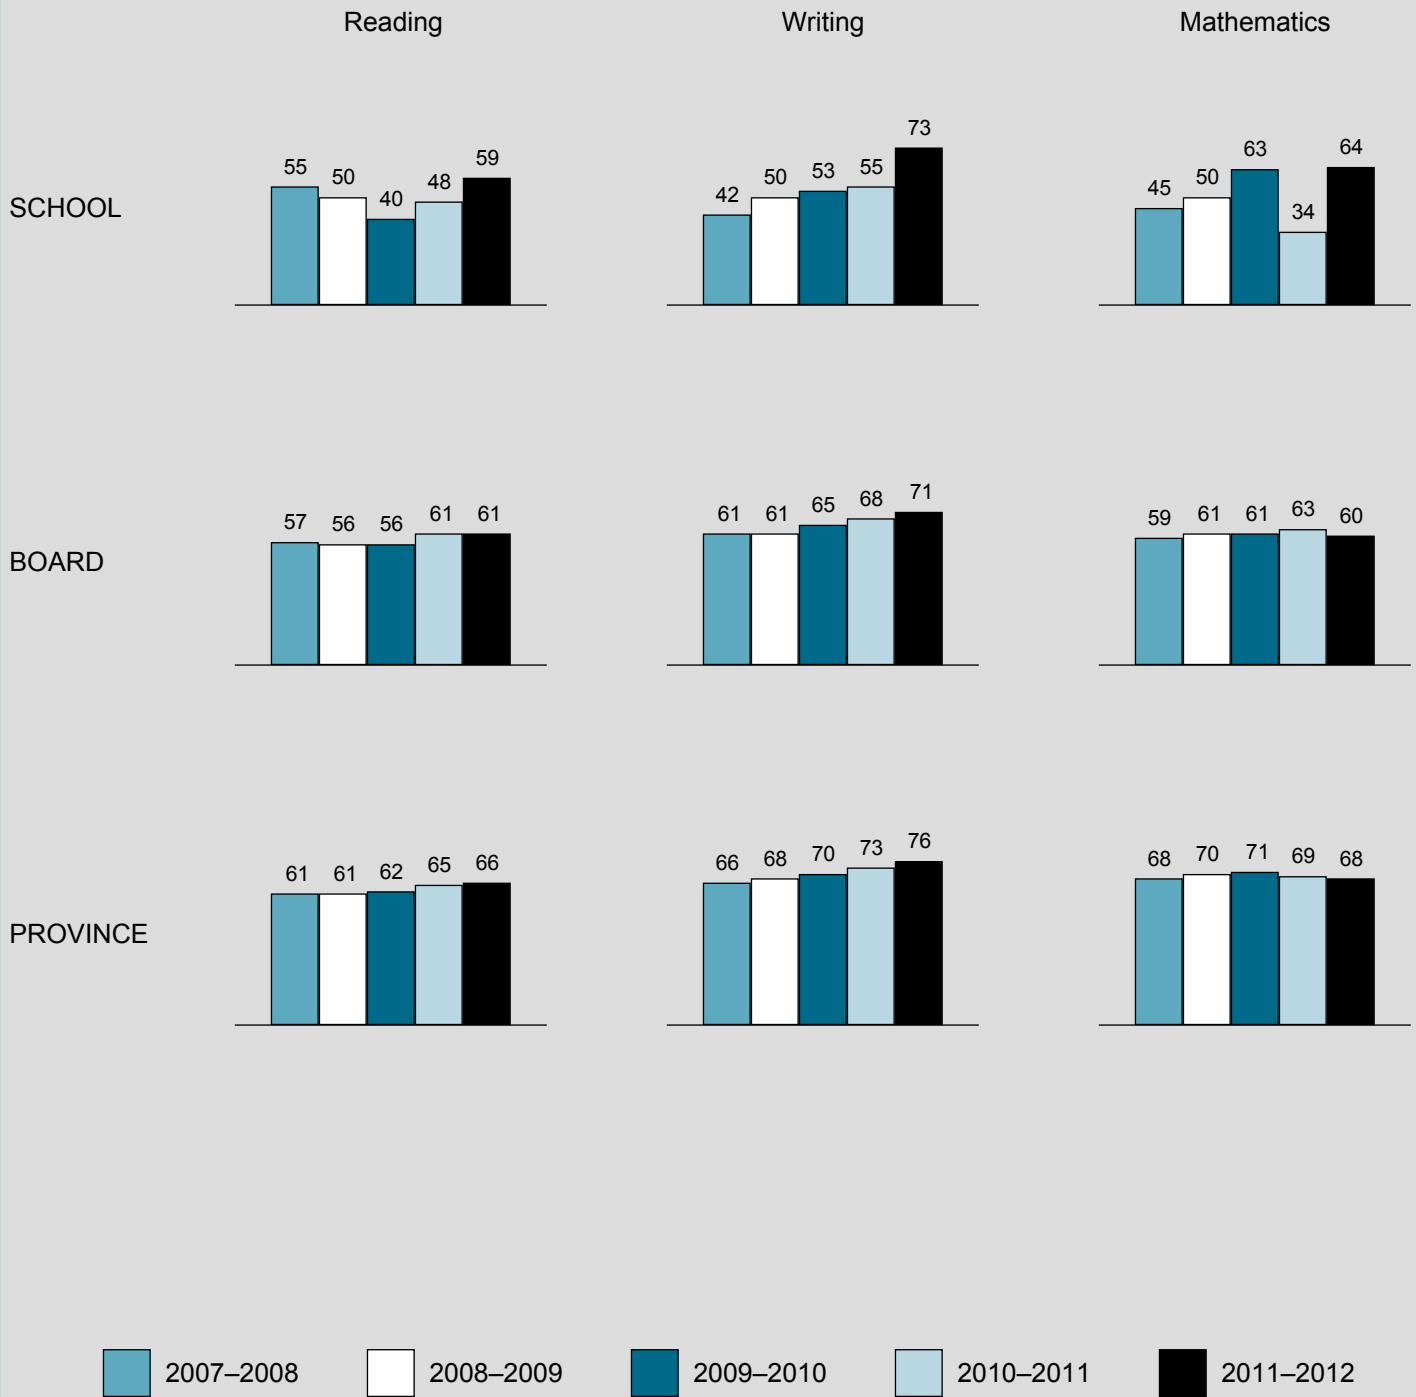 Reading Writing Mathematics
SCHOOL
55 50 40 48 59
42 50 53 55 73
45 50 63 34 64
BOARD
57 56 56 61 61
61 61 65 68 71
59 61 61 63 60
PROVINCE
61 61 62 65 66
66 68 70 73 76
68 70 71 69 68
2007–2008 2008–2009 2009–2010 2010–2011 2011–2012